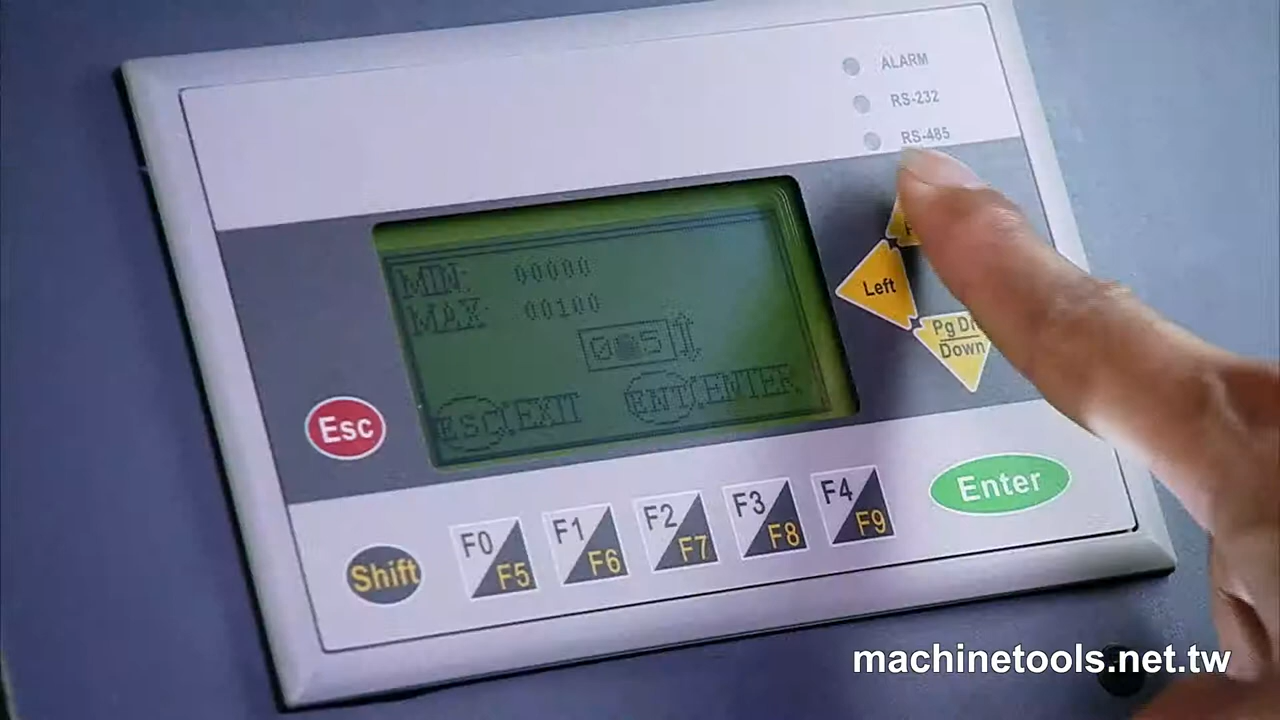 ALARM
RS-232
RS-485
MIN: 00000
MAX: 00100
ESC!EXIT ENT!ENTER
Left
Pg
Down
Esc
Enter
Shift
F0 F5
F1 F6
F2 F7
F3 F8
F4 F9
machinetools.net.tw